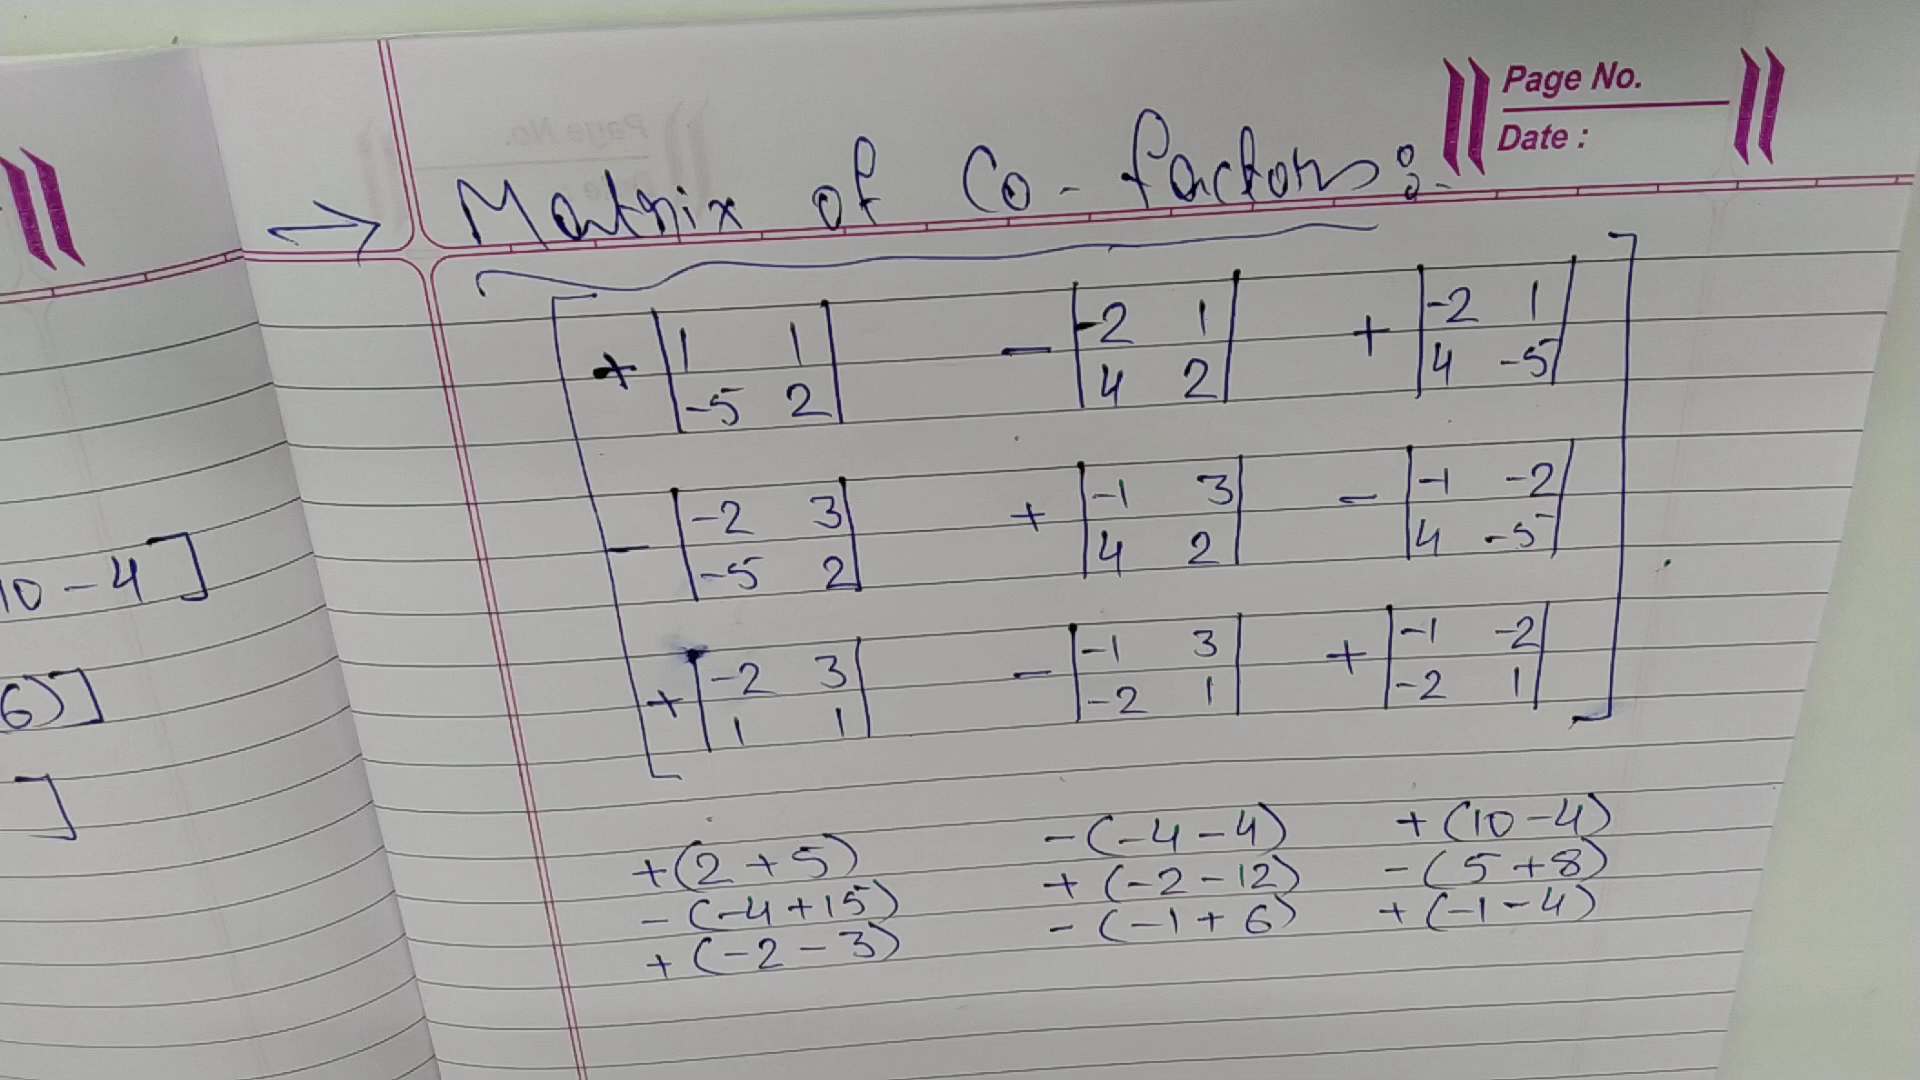 Page No.
Date :
→ Matrix of Co-factors:
+ |1 1| - |-2 1| + |-2 1|
|-5 2| |4 2| |4 -5|
- |-2 3| + |-1 3| - |-1 -2|
|-5 2| |4 2| |4 -5|
+ |-2 3| - |-1 3| + |-1 -2|
|1 1| |-2 1| |-2 1|
+(2+5) -(-4-4) +(10-4)
-(-4+15) +(-2-12) -(5+8)
+(-2-3) -(-1+6) +(-1-4)
10-4]
6)]
]